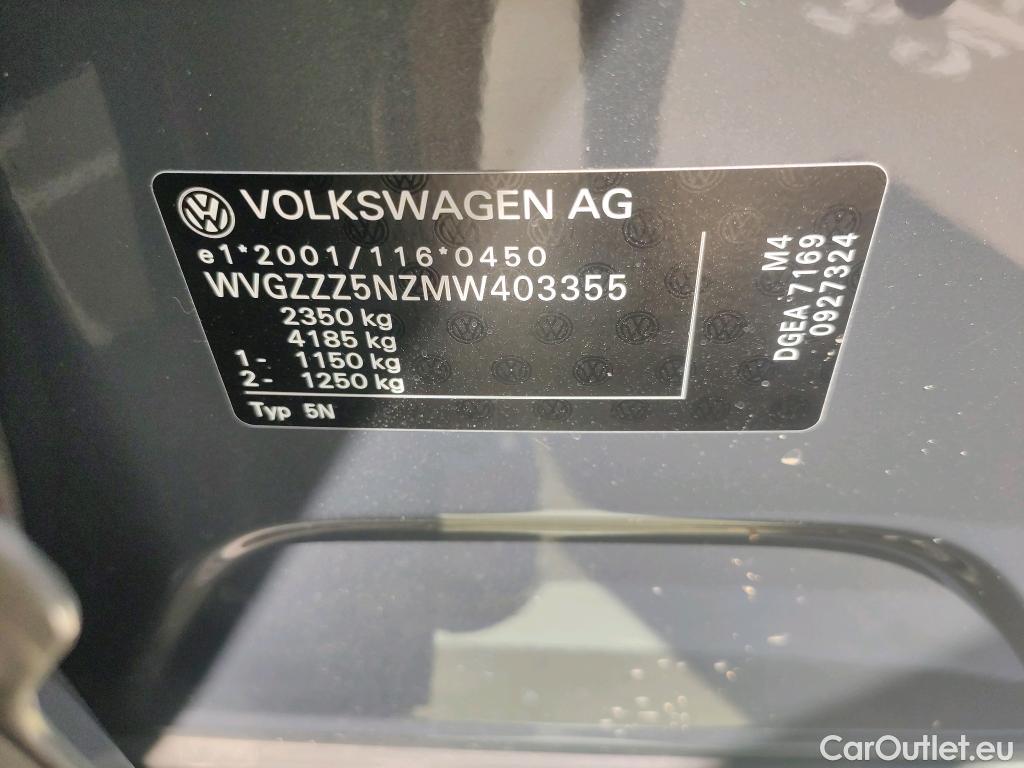 VOLKSWAGEN AG
e1*2001/116*0450
WVGZZZ5NZMW403355
2350 kg
4185 kg
1- 1150 kg
2- 1250 kg
Typ 5N
M4
DGEA 7169
0927324
CarOutlet.eu